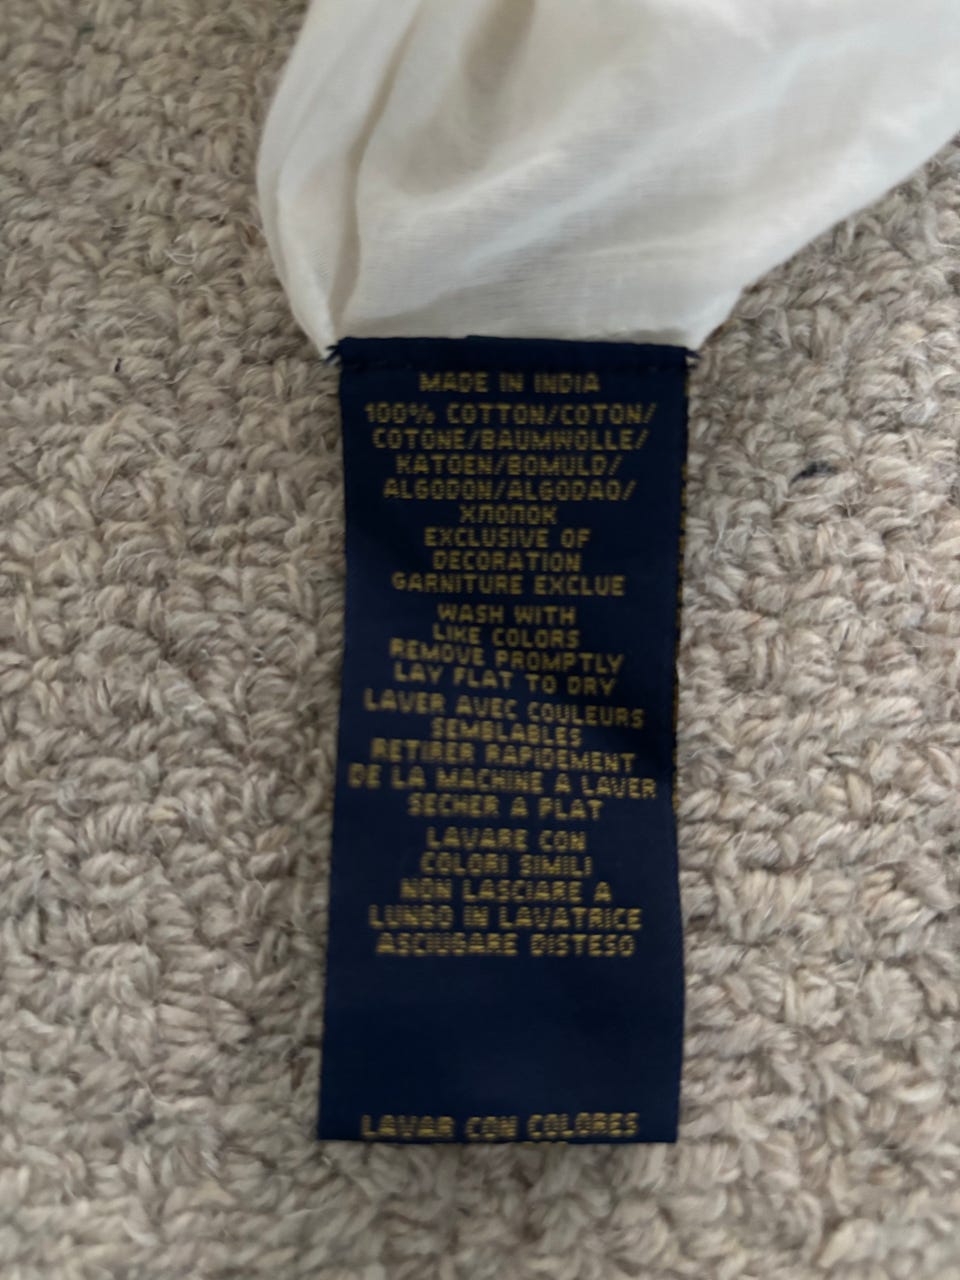 MADE IN INDIA
100% COTTON/COTON/
COTONE/BAUMWOLLE/
KATOEN/BOMULD/
ALGODON/ALGODAO/
ХЛОПОК
EXCLUSIVE OF
DECORATION
GARNITURE EXCLUE
WASH WITH
LIKE COLORS
REMOVE PROMPTLY
LAY FLAT TO DRY
LAVER AVEC COULEURS
SEMBLABLES
RETIRER RAPIDEMENT
DE LA MACHINE A LAVER
SECHER A PLAT
LAVARE CON
COLORI SIMILI
NON LASCIARE A
LUNGO IN LAVATRICE
ASCIUGARE DISTESO
LAVAR CON COLORES